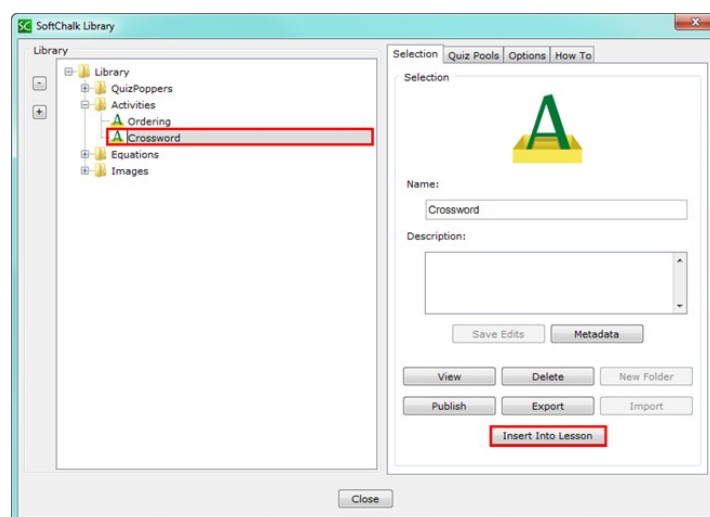 SC SoftChalk Library
x
Library
-
+
Library
QuizPoppers
Activities
A Ordering
A Crossword
Equations
Images
Selection Quiz Pools Options How To
Selection
A
Name:
Crossword
Description:
Save Edits Metadata
View Delete New Folder
Publish Export Import
Insert Into Lesson
Close